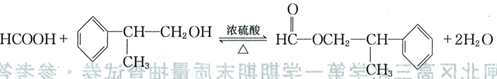 HCOOH + CH—CH₂OH CH₃ ⇌ 浓硫酸 △ O HC—OCH₂—CH CH₃ + 2H₂O